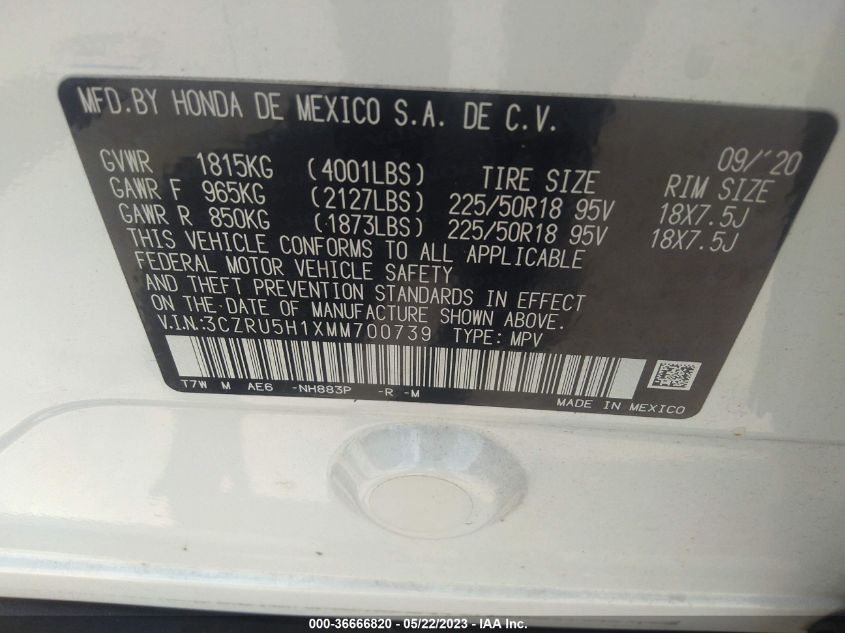 MFD.BY HONDA DE MEXICO S.A. DE C.V.
09/'20
GVWR 1815KG (4001LBS) TIRE SIZE RIM SIZE
GAWR F 965KG (2127LBS) 225/50R18 95V 18X7.5J
GAWR R 850KG (1873LBS) 225/50R18 95V 18X7.5J
THIS VEHICLE CONFORMS TO ALL APPLICABLE
FEDERAL MOTOR VEHICLE SAFETY
AND THEFT PREVENTION STANDARDS IN EFFECT
ON THE DATE OF MANUFACTURE SHOWN ABOVE.
V.I.N.:3CZRU5H1XMM700739 TYPE: MPV
T7W M AE6 -NH883P -R -M
MADE IN MEXICO
000-36666820 - 05/22/2023 - IAA Inc.